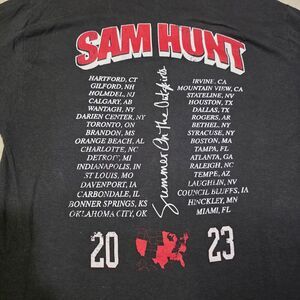 SAM HUNT
HARTFORD, CT
GILFORD, NH
HOLMDEL, NJ
CALGARY, AB
WANTAGH, NY
DARIEN CENTER, NY
TORONTO, ON
BRANDON, MS
ORANGE BEACH, AL
CHARLOTTE, NC
DETROIT, MI
INDIANAPOLIS, IN
ST LOUIS, MO
DAVENPORT, IA
CARBONDALE, IL
BONNER SPRINGS, KS
OKLAHOMA CITY, OK
Summer On The Outskirts
IRVINE, CA
MOUNTAIN VIEW, CA
STATELINE, NV
HOUSTON, TX
DALLAS, TX
ROGERS, AR
BETHEL, NY
SYRACUSE, NY
BOSTON, MA
TAMPA, FL
ATLANTA, GA
RALEIGH, NC
TEMPE, AZ
LAUGHLIN, NV
COUNCIL BLUFFS, IA
HINCKLEY, MN
MIAMI, FL
20 23